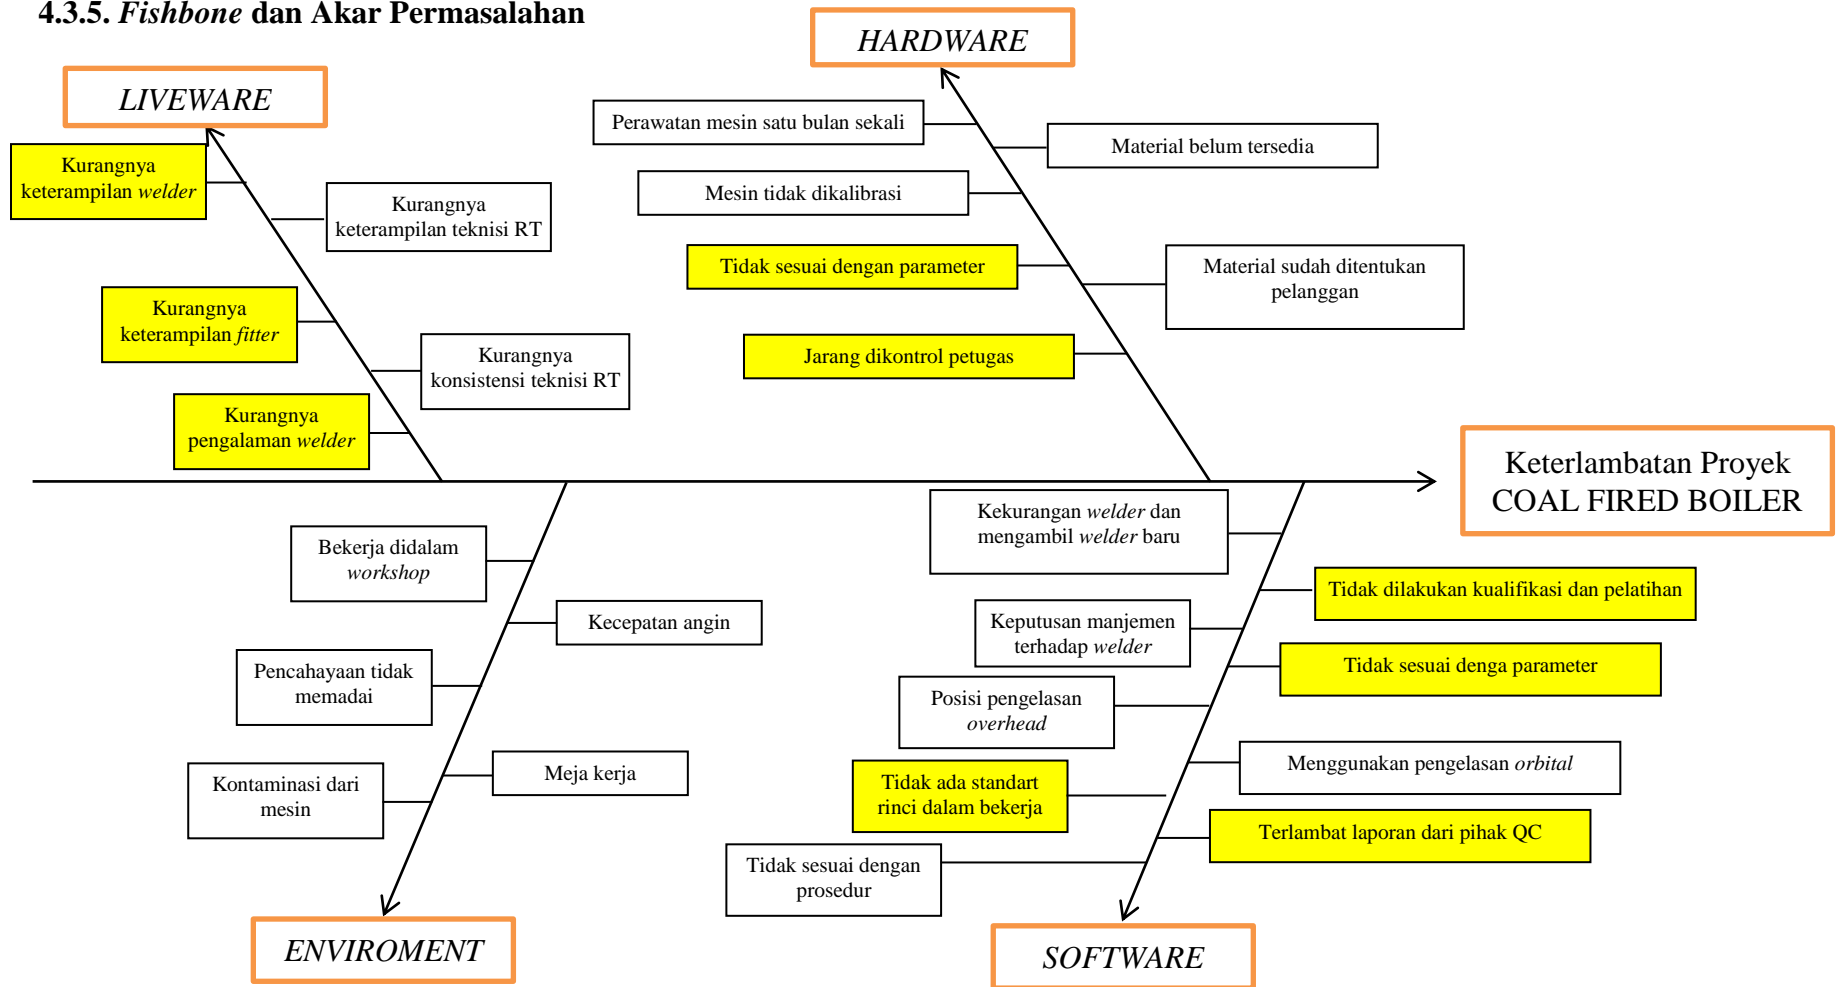 4.3.5. Fishbone dan Akar Permasalahan
HARDWARE
LIVEWARE
Perawatan mesin satu bulan sekali
Material belum tersedia
Kurangnya
keterampilan welder
Mesin tidak dikalibrasi
Kurangnya
keterampilan teknisi RT
Tidak sesuai dengan parameter
Material sudah ditentukan
pelanggan
Kurangnya
keterampilan fitter
Kurangnya
konsistensi teknisi RT
Jarang dikontrol petugas
Kurangnya
pengalaman welder
Keterlambatan Proyek
COAL FIRED BOILER
Kekurangan welder dan
mengambil welder baru
Bekerja didalam
workshop
Tidak dilakukan kualifikasi dan pelatihan
Kecepatan angin
Keputusan manjemen
terhadap welder
Pencahayaan tidak
memadai
Tidak sesuai denga parameter
Posisi pengelasan
overhead
Meja kerja
Menggunakan pengelasan orbital
Kontaminasi dari
mesin
Tidak ada standart
rinci dalam bekerja
Terlambat laporan dari pihak QC
Tidak sesuai dengan
prosedur
ENVIROMENT
SOFTWARE